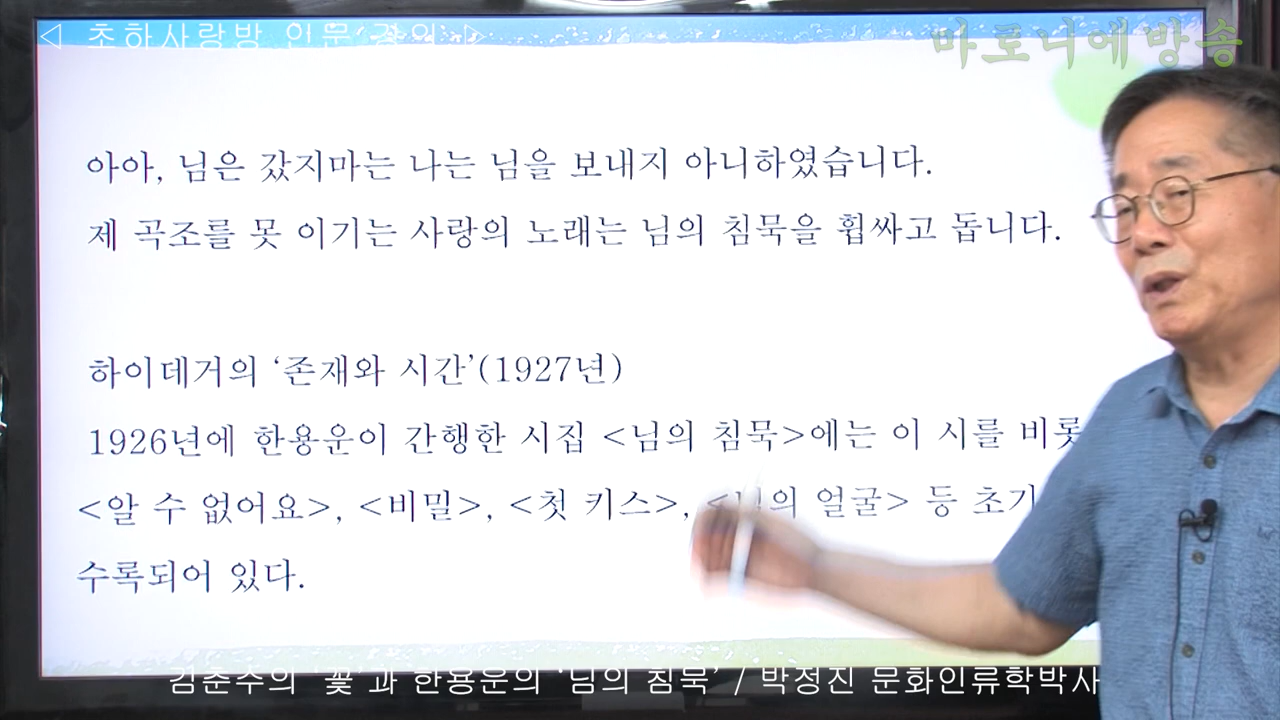 ◁ 초하사랑방 인문 강의 ▷
마로니에방송
아아, 님은 갔지마는 나는 님을 보내지 아니하였습니다.
제 곡조를 못 이기는 사랑의 노래는 님의 침묵을 휩싸고 돕니다.
하이데거의 ‘존재와 시간’(1927년)
1926년에 한용운이 간행한 시집 <님의 침묵>에는 이 시를 비롯
<알 수 없어요>, <비밀>, <첫 키스>, <님의 얼굴> 등 초기
수록되어 있다.
김춘수의 ‘꽃’과 한용운의 ‘님의 침묵’ / 박정진 문화인류학박사